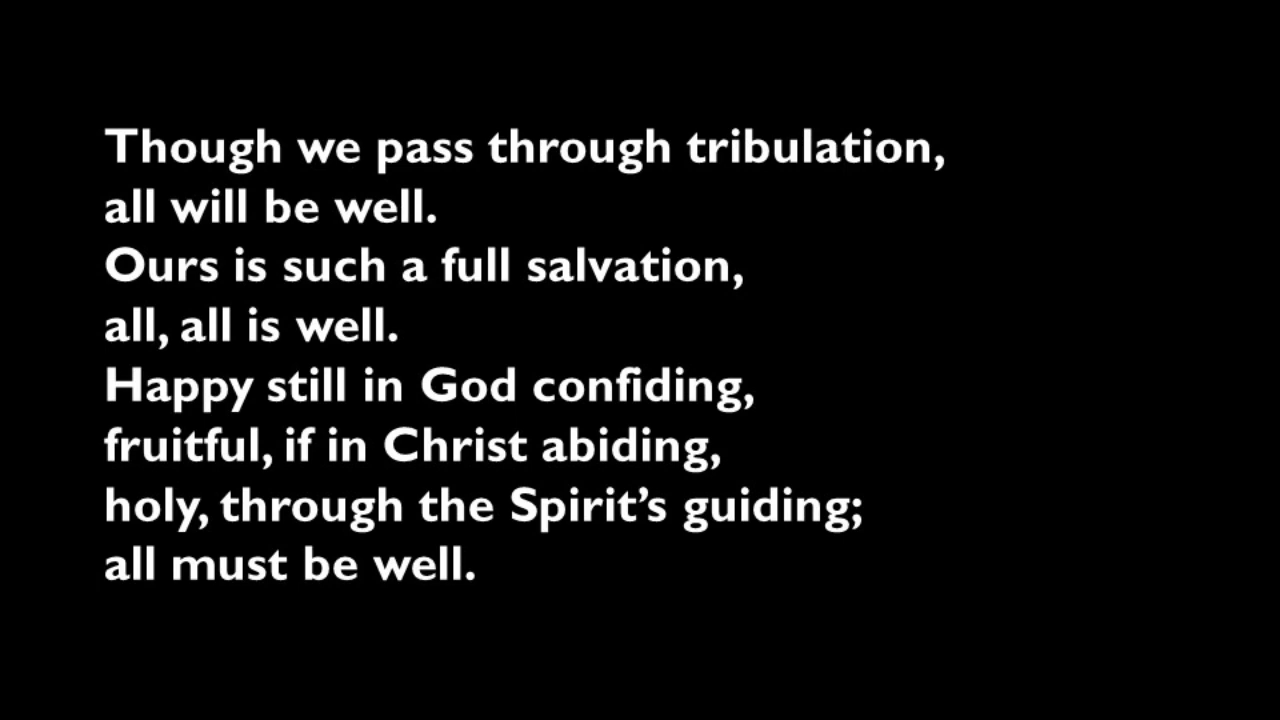 Though we pass through tribulation,
all will be well.
Ours is such a full salvation,
all, all is well.
Happy still in God confiding,
fruitful, if in Christ abiding,
holy, through the Spirit’s guiding;
all must be well.